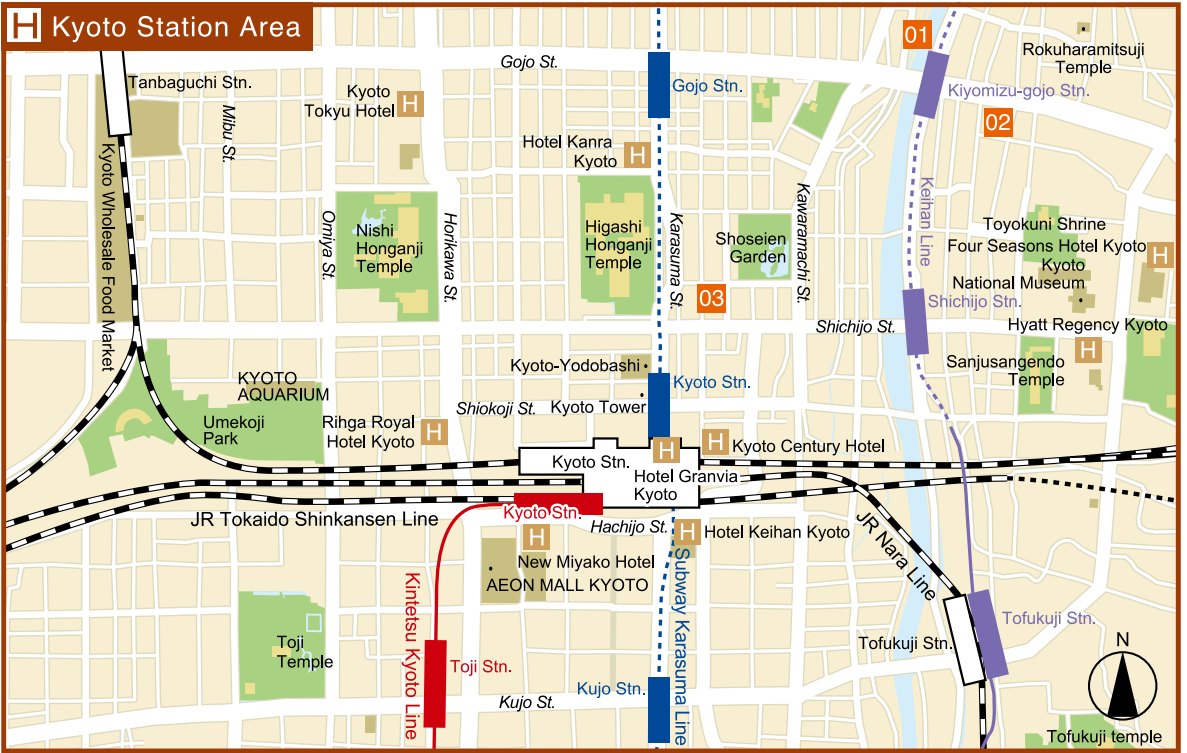 H Kyoto Station Area
01
Rokuharamitsuji
Temple
Gojo St.
Tanbaguchi Stn.
Gojo Stn.
Kiyomizu-gojo Stn.
Kyoto
Tokyu Hotel
H
Mibu St.
02
Hotel Kanra
Kyoto
H
Kyoto Wholesale Food Market
Omiya St.
Nishi
Honganji
Temple
Horikawa St.
Higashi
Honganji
Temple
Karasuma St.
Shoseien
Garden
Kawaramachi St.
Keihan Line
Toyokuni Shrine
Four Seasons Hotel Kyoto
H
Kyoto
National Museum
03
Shichijo Stn.
Shichijo St.
Hyatt Regency Kyoto
H
Sanjusangendo
Temple
Kyoto-Yodobashi
KYOTO
AQUARIUM
Kyoto Stn.
Shiokoji St.
Kyoto Tower
Umekoji
Park
Rihga Royal
Hotel Kyoto
H
H
Kyoto Century Hotel
Kyoto Stn.
H
Hotel Granvia
Kyoto
JR Tokaido Shinkansen Line
Kyoto Stn.
Hachijo St.
H
Hotel Keihan Kyoto
JR Nara Line
H
New Miyako Hotel
AEON MALL KYOTO
Kintetsu Kyoto Line
Subway Karasuma Line
Toji
Temple
Toji Stn.
Tofukuji Stn.
Tofukuji Stn.
N
Kujo Stn.
Kujo St.
Tofukuji temple